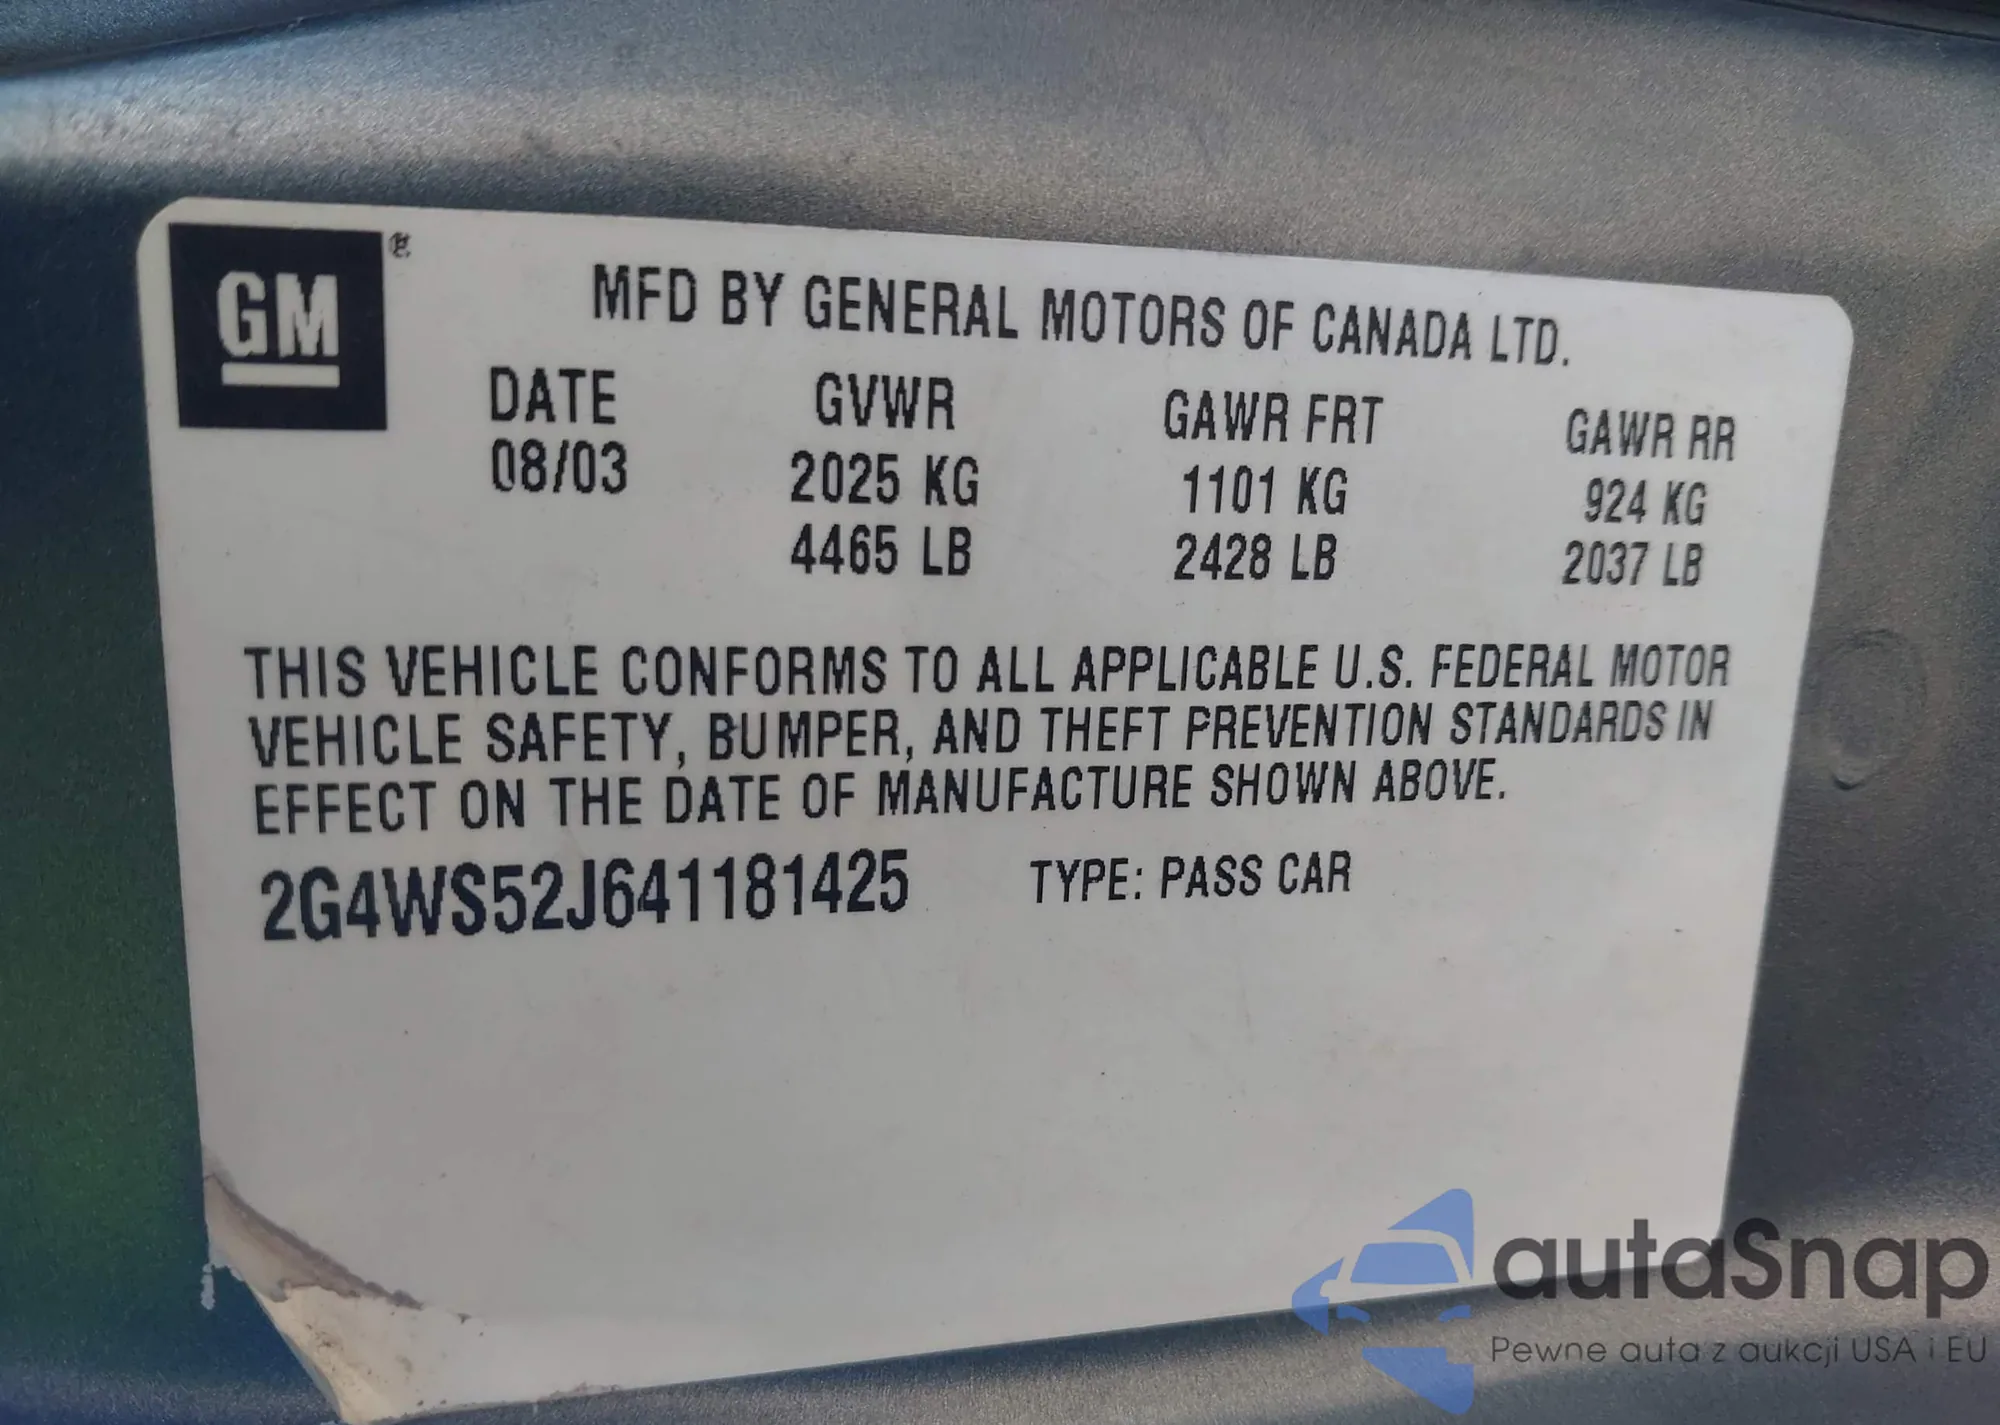 GM
MFD BY GENERAL MOTORS OF CANADA LTD.
DATE GVWR GAWR FRT GAWR RR
08/03 2025 KG 1101 KG 924 KG
4465 LB 2428 LB 2037 LB
THIS VEHICLE CONFORMS TO ALL APPLICABLE U.S. FEDERAL MOTOR
VEHICLE SAFETY, BUMPER, AND THEFT PREVENTION STANDARDS IN
EFFECT ON THE DATE OF MANUFACTURE SHOWN ABOVE.
2G4WS52J641181425 TYPE: PASS CAR
autaSnap
Pewne auta z aukcji USA i EU